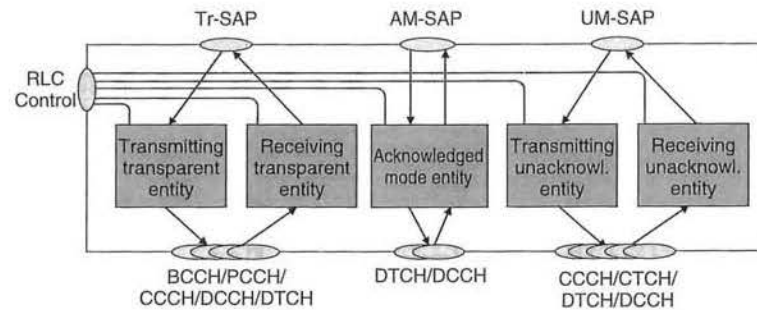 Tr-SAP
AM-SAP
UM-SAP
RLC
Control
Transmitting
transparent
entity
Receiving
transparent
entity
Acknowledged
mode entity
Transmitting
unacknowl.
entity
Receiving
unacknowl.
entity
BCCH/PCCH/
CCCH/DCCH/DTCH
DTCH/DCCH
CCCH/CTCH/
DTCH/DCCH